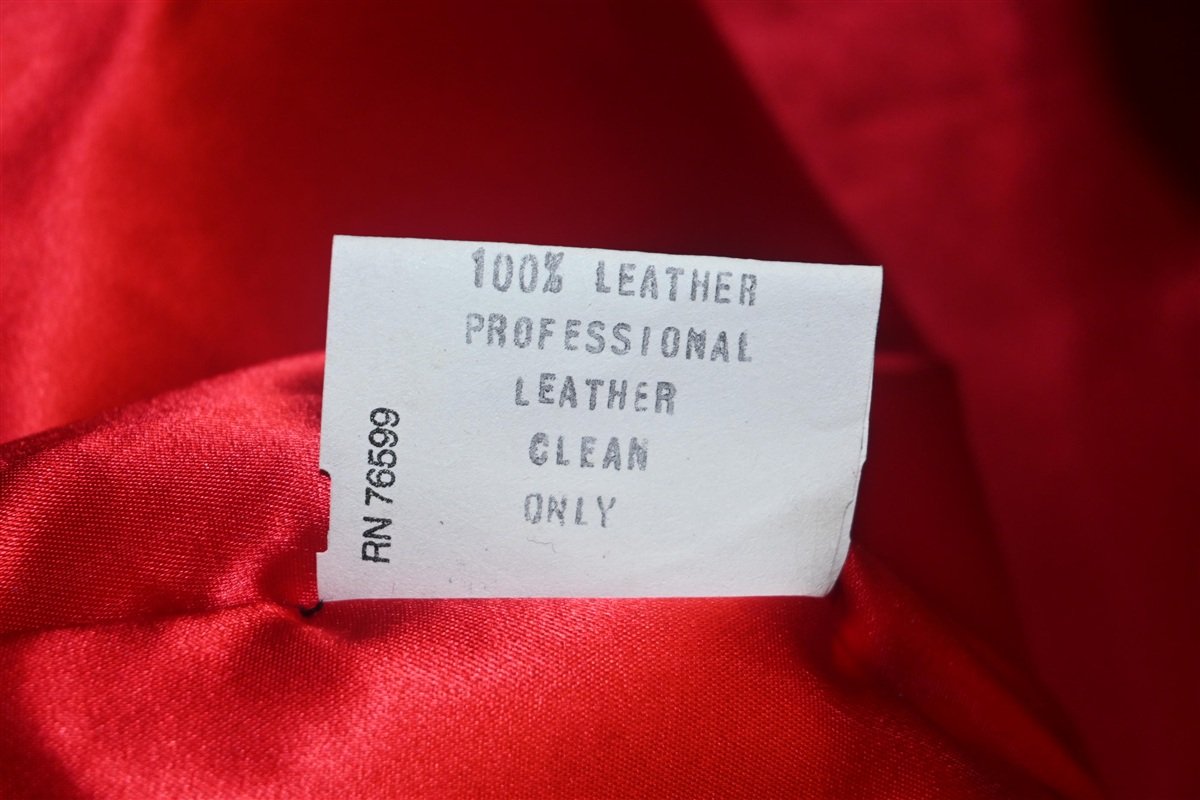 100% LEATHER
PROFESSIONAL
LEATHER
CLEAN
ONLY
RN 76599